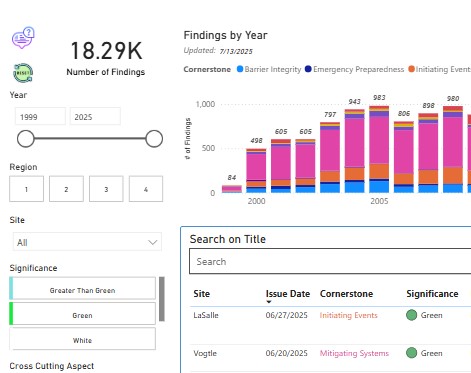 18.29K
Number of Findings
RESET
Year
1999 2025
Region
1 2 3 4
Site
All
Significance
Greater Than Green
Green
White
Cross Cutting Aspect
Findings by Year
Updated: 7/13/2025
Cornerstone Barrier Integrity Emergency Preparedness Initiating Event
# of Findings
1,000
500
0
84 498 605 605 797 943 983 806 898 980
2000 2005
Search on Title
Search
Site Issue Date Cornerstone Significance
LaSalle 06/27/2025 Initiating Events Green
Vogtle 06/20/2025 Mitigating Systems Green